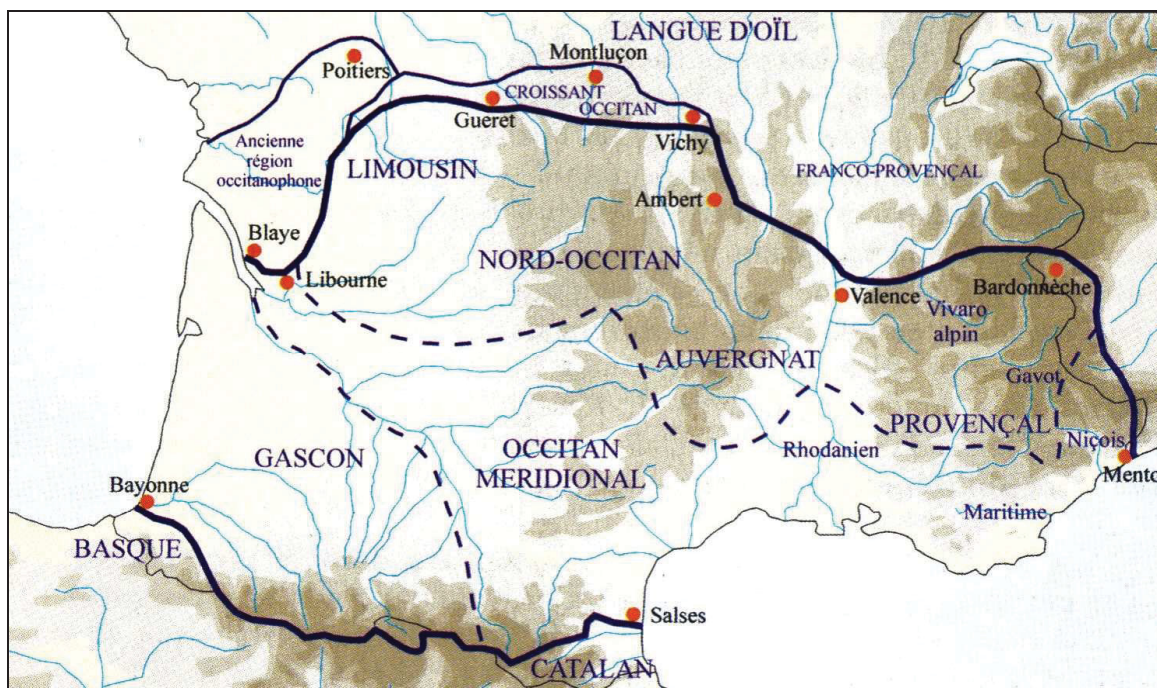 LANGUE D'OÏL
Montluçon
Poitiers
CROISSANT
OCCITAN
Gueret
Vichy
Ancienne
région
occitanophone
LIMOUSIN
FRANCO-PROVENÇAL
Ambert
Blaye
NORD-OCCITAN
Libourne
Bardonnèche
Valence
Vivaro
alpin
AUVERGNAT
Gavot
PROVENÇAL
Niçois
Rhodanien
OCCITAN
MERIDIONAL
GASCON
Mento
Bayonne
Maritime
BASQUE
Salses
CATALAN